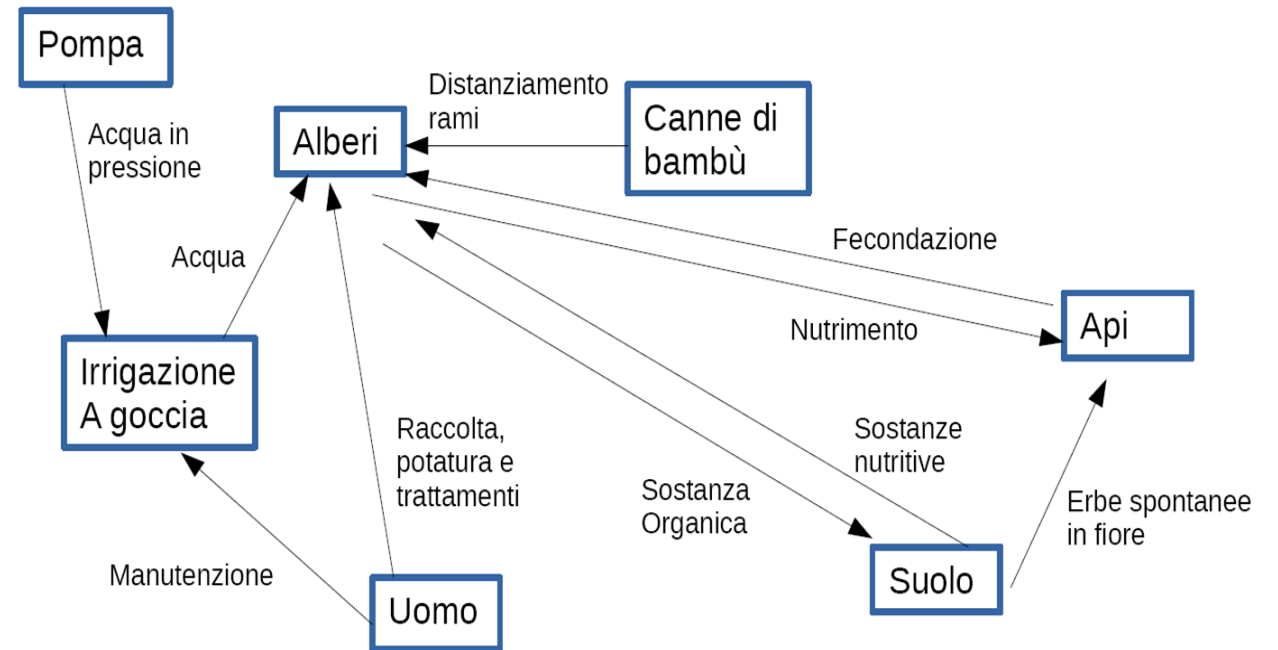 Pompa
Distanziamento
rami
Canne di
bambù
Alberi
Acqua in
pressione
Acqua
Fecondazione
Nutrimento
Api
Irrigazione
A goccia
Raccolta,
potatura e
trattamenti
Sostanze
nutritive
Sostanza
Organica
Erbe spontanee
in fiore
Manutenzione
Uomo
Suolo